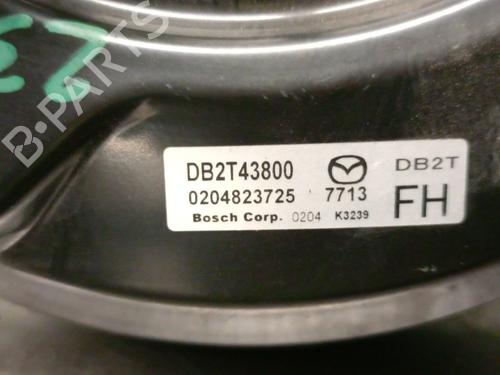 B-PARTS
DB2T43800
DB2T
0204823725 7713
Bosch Corp. 0204 K3239
FH